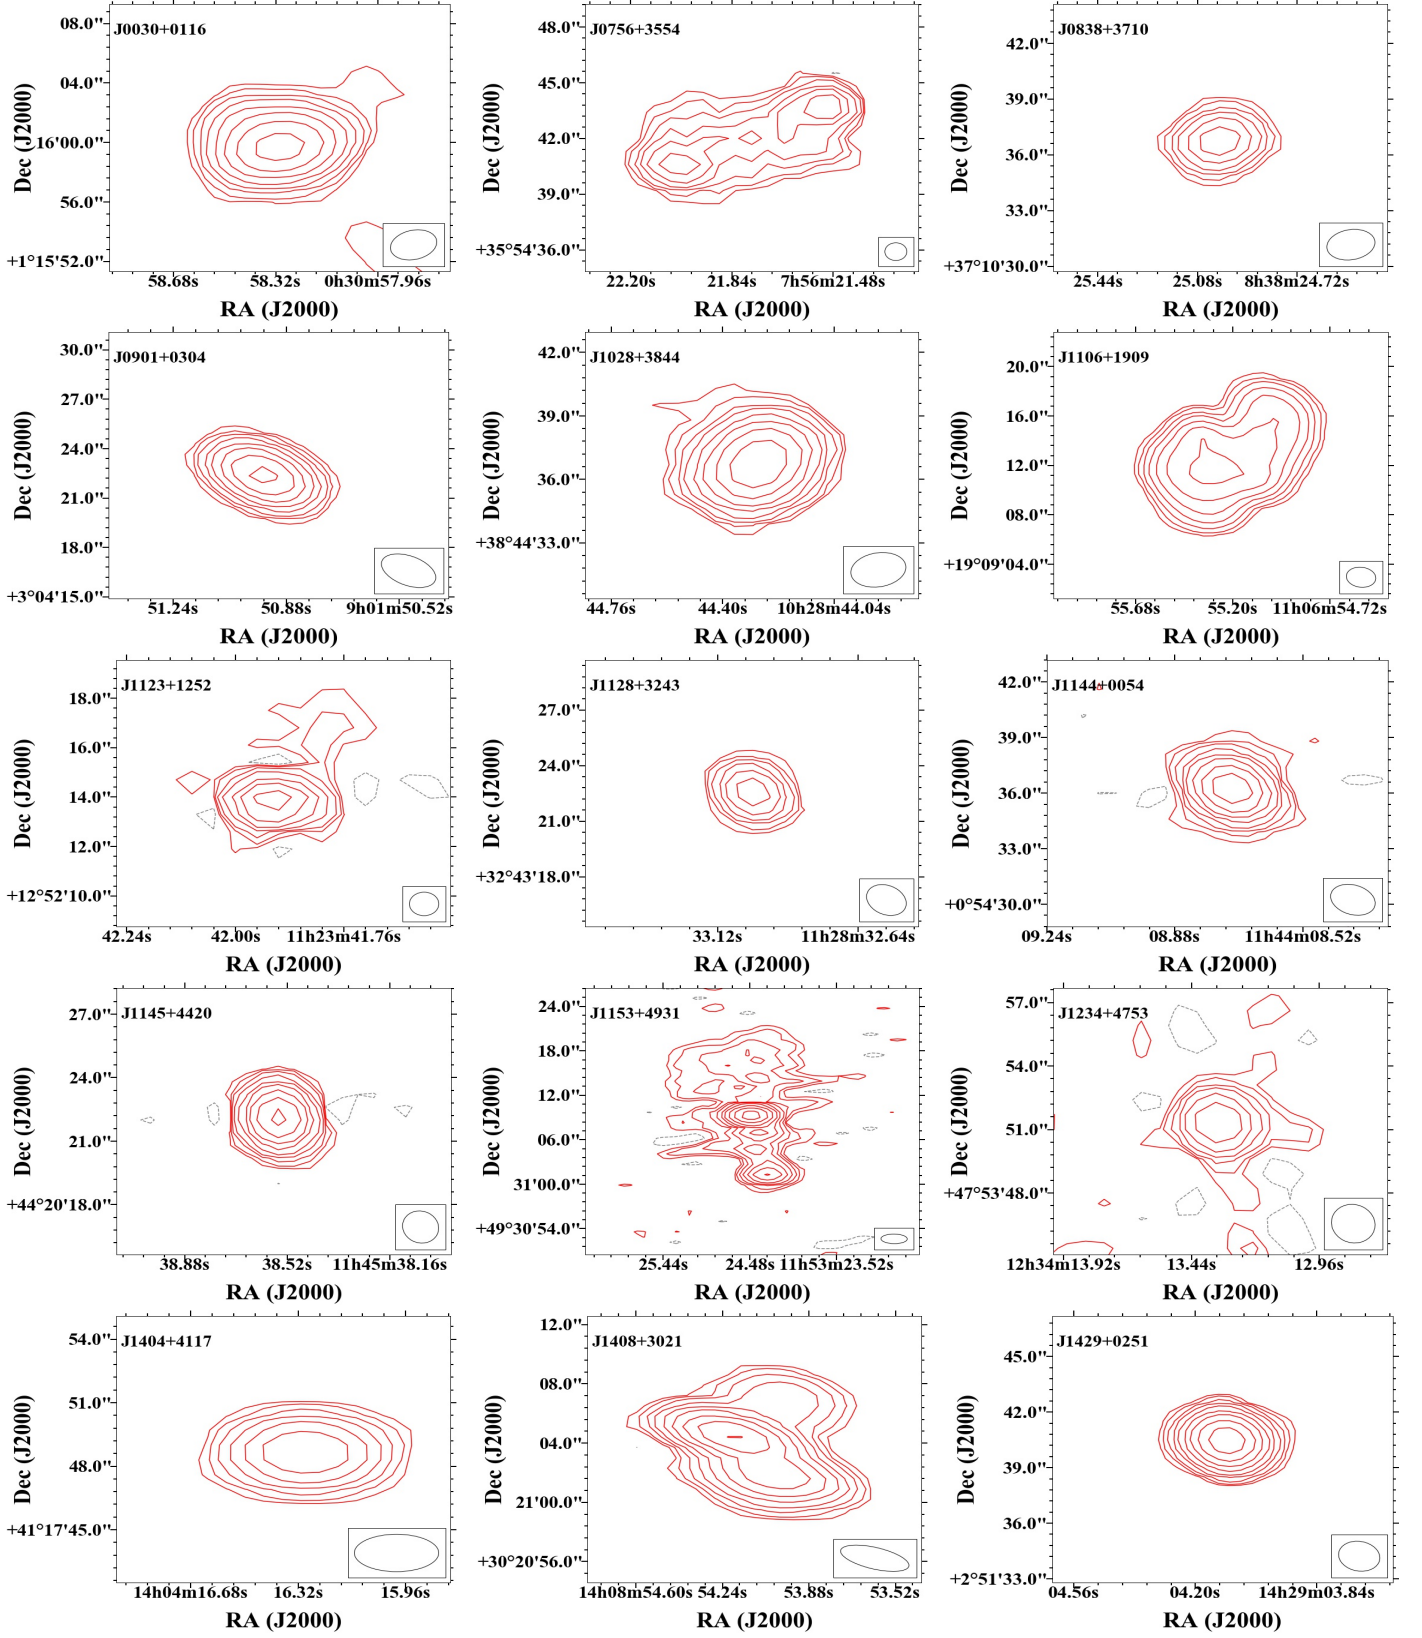 J0030+0116
08.0"
04.0"
16'00.0"
56.0"
+1°15'52.0"
58.68s 58.32s 0h30m57.96s
Dec (J2000)
RA (J2000)
J0756+3554
48.0"
45.0"
42.0"
39.0"
+35°54'36.0"
22.20s 21.84s 7h56m21.48s
Dec (J2000)
RA (J2000)
J0838+3710
42.0"
39.0"
36.0"
33.0"
+37°10'30.0"
25.44s 25.08s 8h38m24.72s
Dec (J2000)
RA (J2000)
J0901+0304
30.0"
27.0"
24.0"
21.0"
18.0"
+3°04'15.0"
51.24s 50.88s 9h01m50.52s
Dec (J2000)
RA (J2000)
J1028+3844
42.0"
39.0"
36.0"
+38°44'33.0"
44.76s 44.40s 10h28m44.04s
Dec (J2000)
RA (J2000)
J1106+1909
20.0"
16.0"
12.0"
08.0"
+19°09'04.0"
55.68s 55.20s 11h06m54.72s
Dec (J2000)
RA (J2000)
J1123+1252
18.0"
16.0"
14.0"
12.0"
+12°52'10.0"
42.24s 42.00s 11h23m41.76s
Dec (J2000)
RA (J2000)
J1128+3243
27.0"
24.0"
21.0"
+32°43'18.0"
33.12s 11h28m32.64s
Dec (J2000)
RA (J2000)
J1144+0054
42.0"
39.0"
36.0"
33.0"
+0°54'30.0"
09.24s 08.88s 11h44m08.52s
Dec (J2000)
RA (J2000)
J1145+4420
27.0"
24.0"
21.0"
+44°20'18.0"
38.88s 38.52s 11h45m38.16s
Dec (J2000)
RA (J2000)
J1153+4931
24.0"
18.0"
12.0"
06.0"
31'00.0"
+49°30'54.0"
25.44s 24.48s 11h53m23.52s
Dec (J2000)
RA (J2000)
J1234+4753
57.0"
54.0"
51.0"
+47°53'48.0"
12h34m13.92s 13.44s 12.96s
Dec (J2000)
RA (J2000)
J1404+4117
54.0"
51.0"
48.0"
+41°17'45.0"
14h04m16.68s 16.32s 15.96s
Dec (J2000)
RA (J2000)
J1408+3021
12.0"
08.0"
04.0"
21'00.0"
+30°20'56.0"
14h08m54.60s 54.24s 53.88s 53.52s
Dec (J2000)
RA (J2000)
J1429+0251
45.0"
42.0"
39.0"
36.0"
+2°51'33.0"
04.56s 04.20s 14h29m03.84s
Dec (J2000)
RA (J2000)